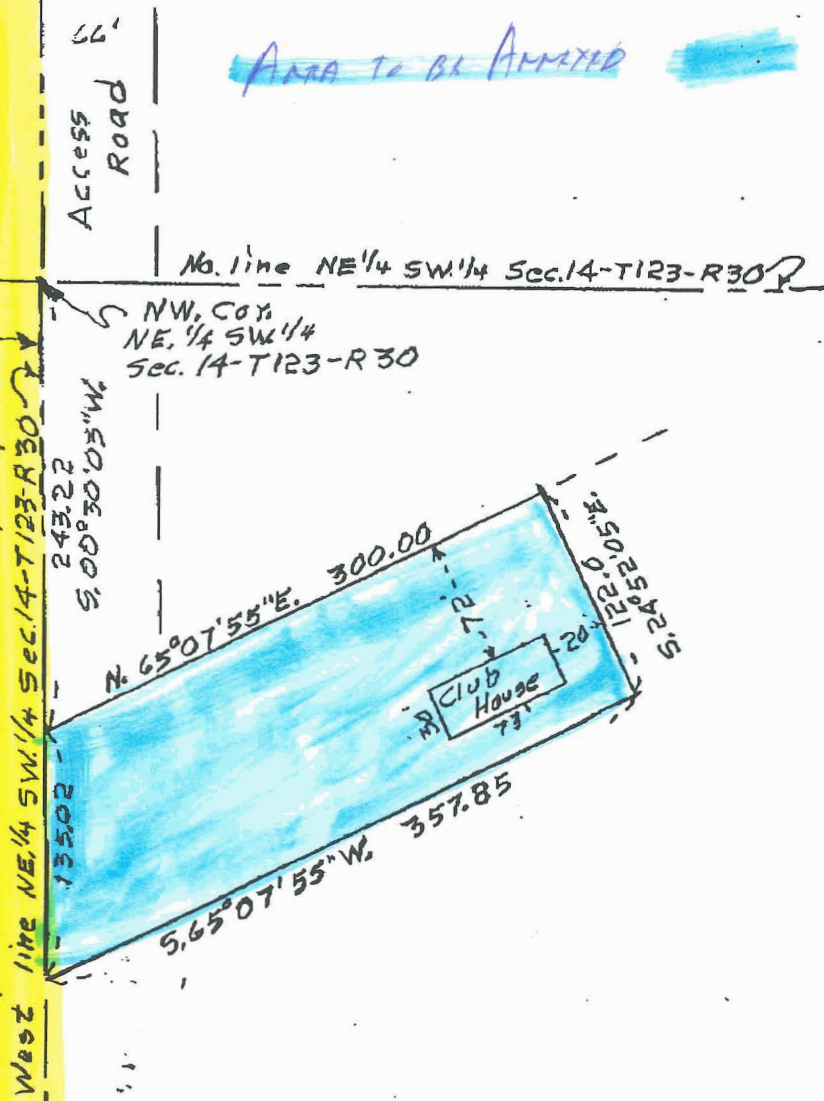 66'
Access
Road
AREA TO BE ANNEXED
No. line NE 1/4 SW. 1/4 Sec. 14-T123-R30
NW. Cor.
NE. 1/4 SW 1/4
Sec. 14-T123-R30
243.22
S. 00° 30' 03" W.
N. 65° 07' 55" E. 300.00
S. 24° 52' 05" E.
122.0
-72'-
-20'-
Club
House
73'
135.02
S. 65° 07' 55" W. 357.85
West line NE. 1/4 SW. 1/4 Sec. 14-T123-R30